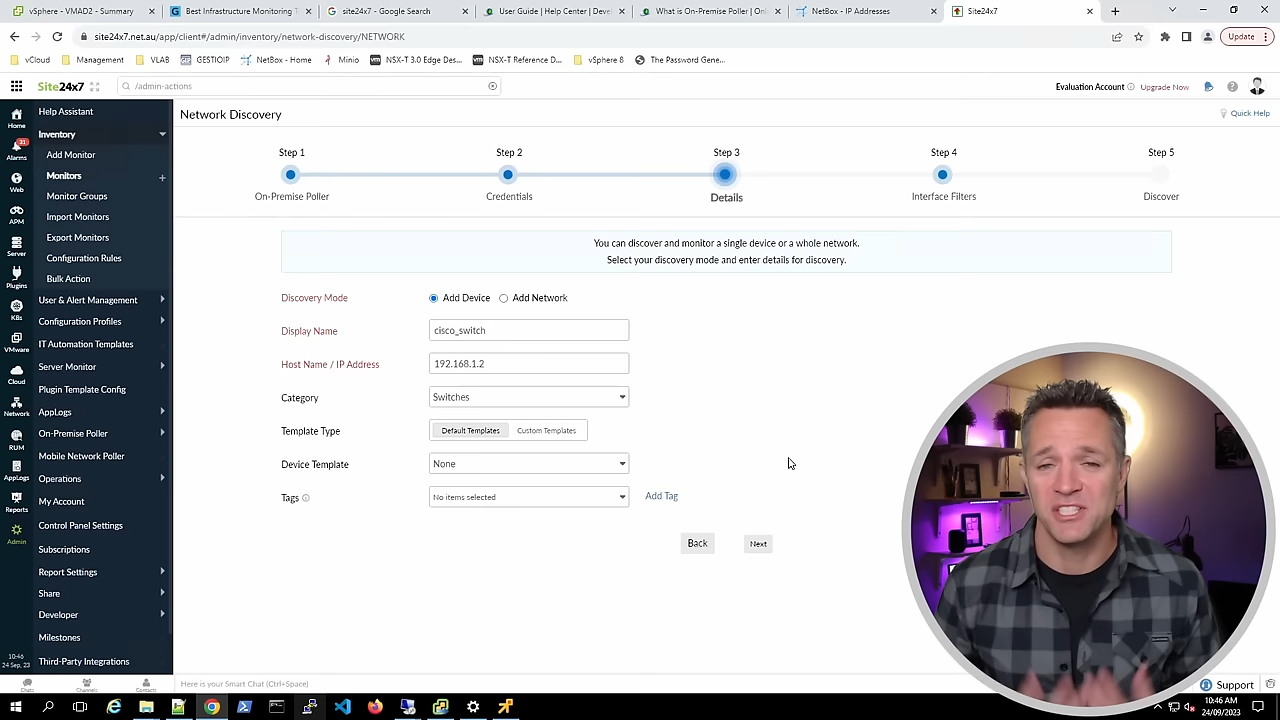 vSphere - VMAD2 - Summary
Best Infrastructure Monitoring T
site24x7 - Google Search
User Guide | Help Center | Devi
What is On-Premise Poller | Onl
NetBox - IP Addresses
Site24x7
site24x7.net.au/app/client#/admin/inventory/network-discovery/NETWORK
Update
vCloud
Management
VLAB
GESTIOIP
NetBox - Home
Minio
NSX-T 3.0 Edge Des...
NSX-T Reference D...
vSphere 8
The Password Gene...
Site24x7
/admin-actions
Evaluation Account
Upgrade Now
Home
Alarms
21
Web
APM
Server
Plugins
K8s
VMware
Cloud
Network
RUM
AppLogs
Reports
Admin
10:46
24 Sep, 23
Help Assistant
Inventory
Add Monitor
Monitors
Monitor Groups
Import Monitors
Export Monitors
Configuration Rules
Bulk Action
User & Alert Management
Configuration Profiles
IT Automation Templates
Server Monitor
Plugin Template Config
AppLogs
On-Premise Poller
Mobile Network Poller
Operations
My Account
Control Panel Settings
Subscriptions
Report Settings
Share
Developer
Milestones
Third-Party Integrations
Network Discovery
Quick Help
Step 1
Step 2
Step 3
Step 4
Step 5
On-Premise Poller
Credentials
Details
Interface Filters
Discover
You can discover and monitor a single device or a whole network.
Select your discovery mode and enter details for discovery.
Discovery Mode
Add Device
Add Network
Display Name
cisco_switch
Host Name / IP Address
192.168.1.2
Category
Switches
Template Type
Default Templates
Custom Templates
Device Template
None
Tags
No items selected
Add Tag
Back
Next
Chats
Channels
Contacts
Here is your Smart Chat (Ctrl+Space)
Support
10:46 AM
24/09/2023